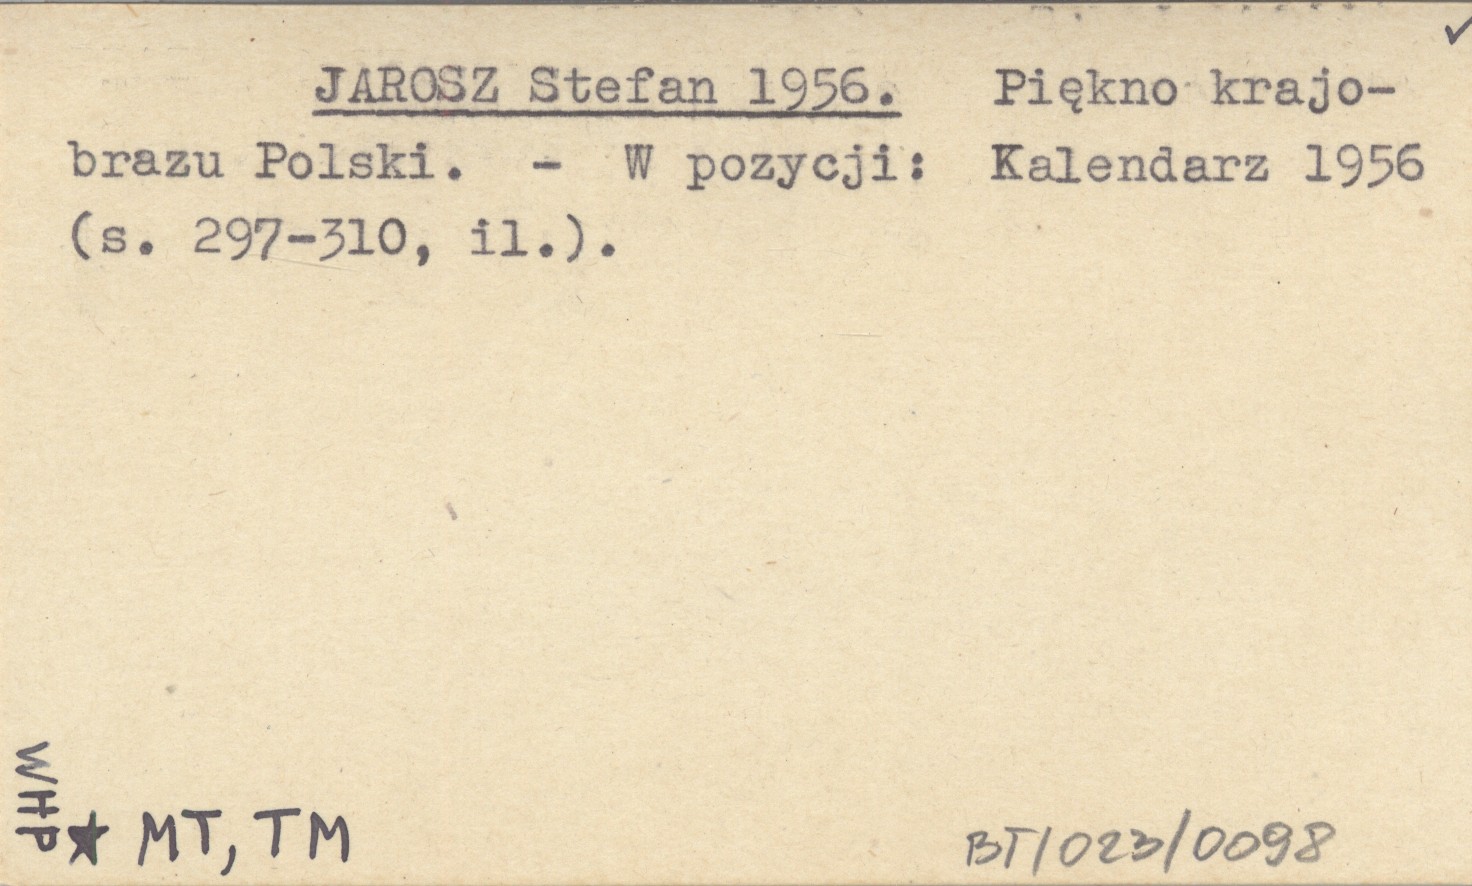 ✓
JAROSZ Stefan 1956. Piękno krajo-
brazu Polski. - W pozycji: Kalendarz 1956
(s. 297-310, il.).
WHP
★ MT, TM
BT/023/0098